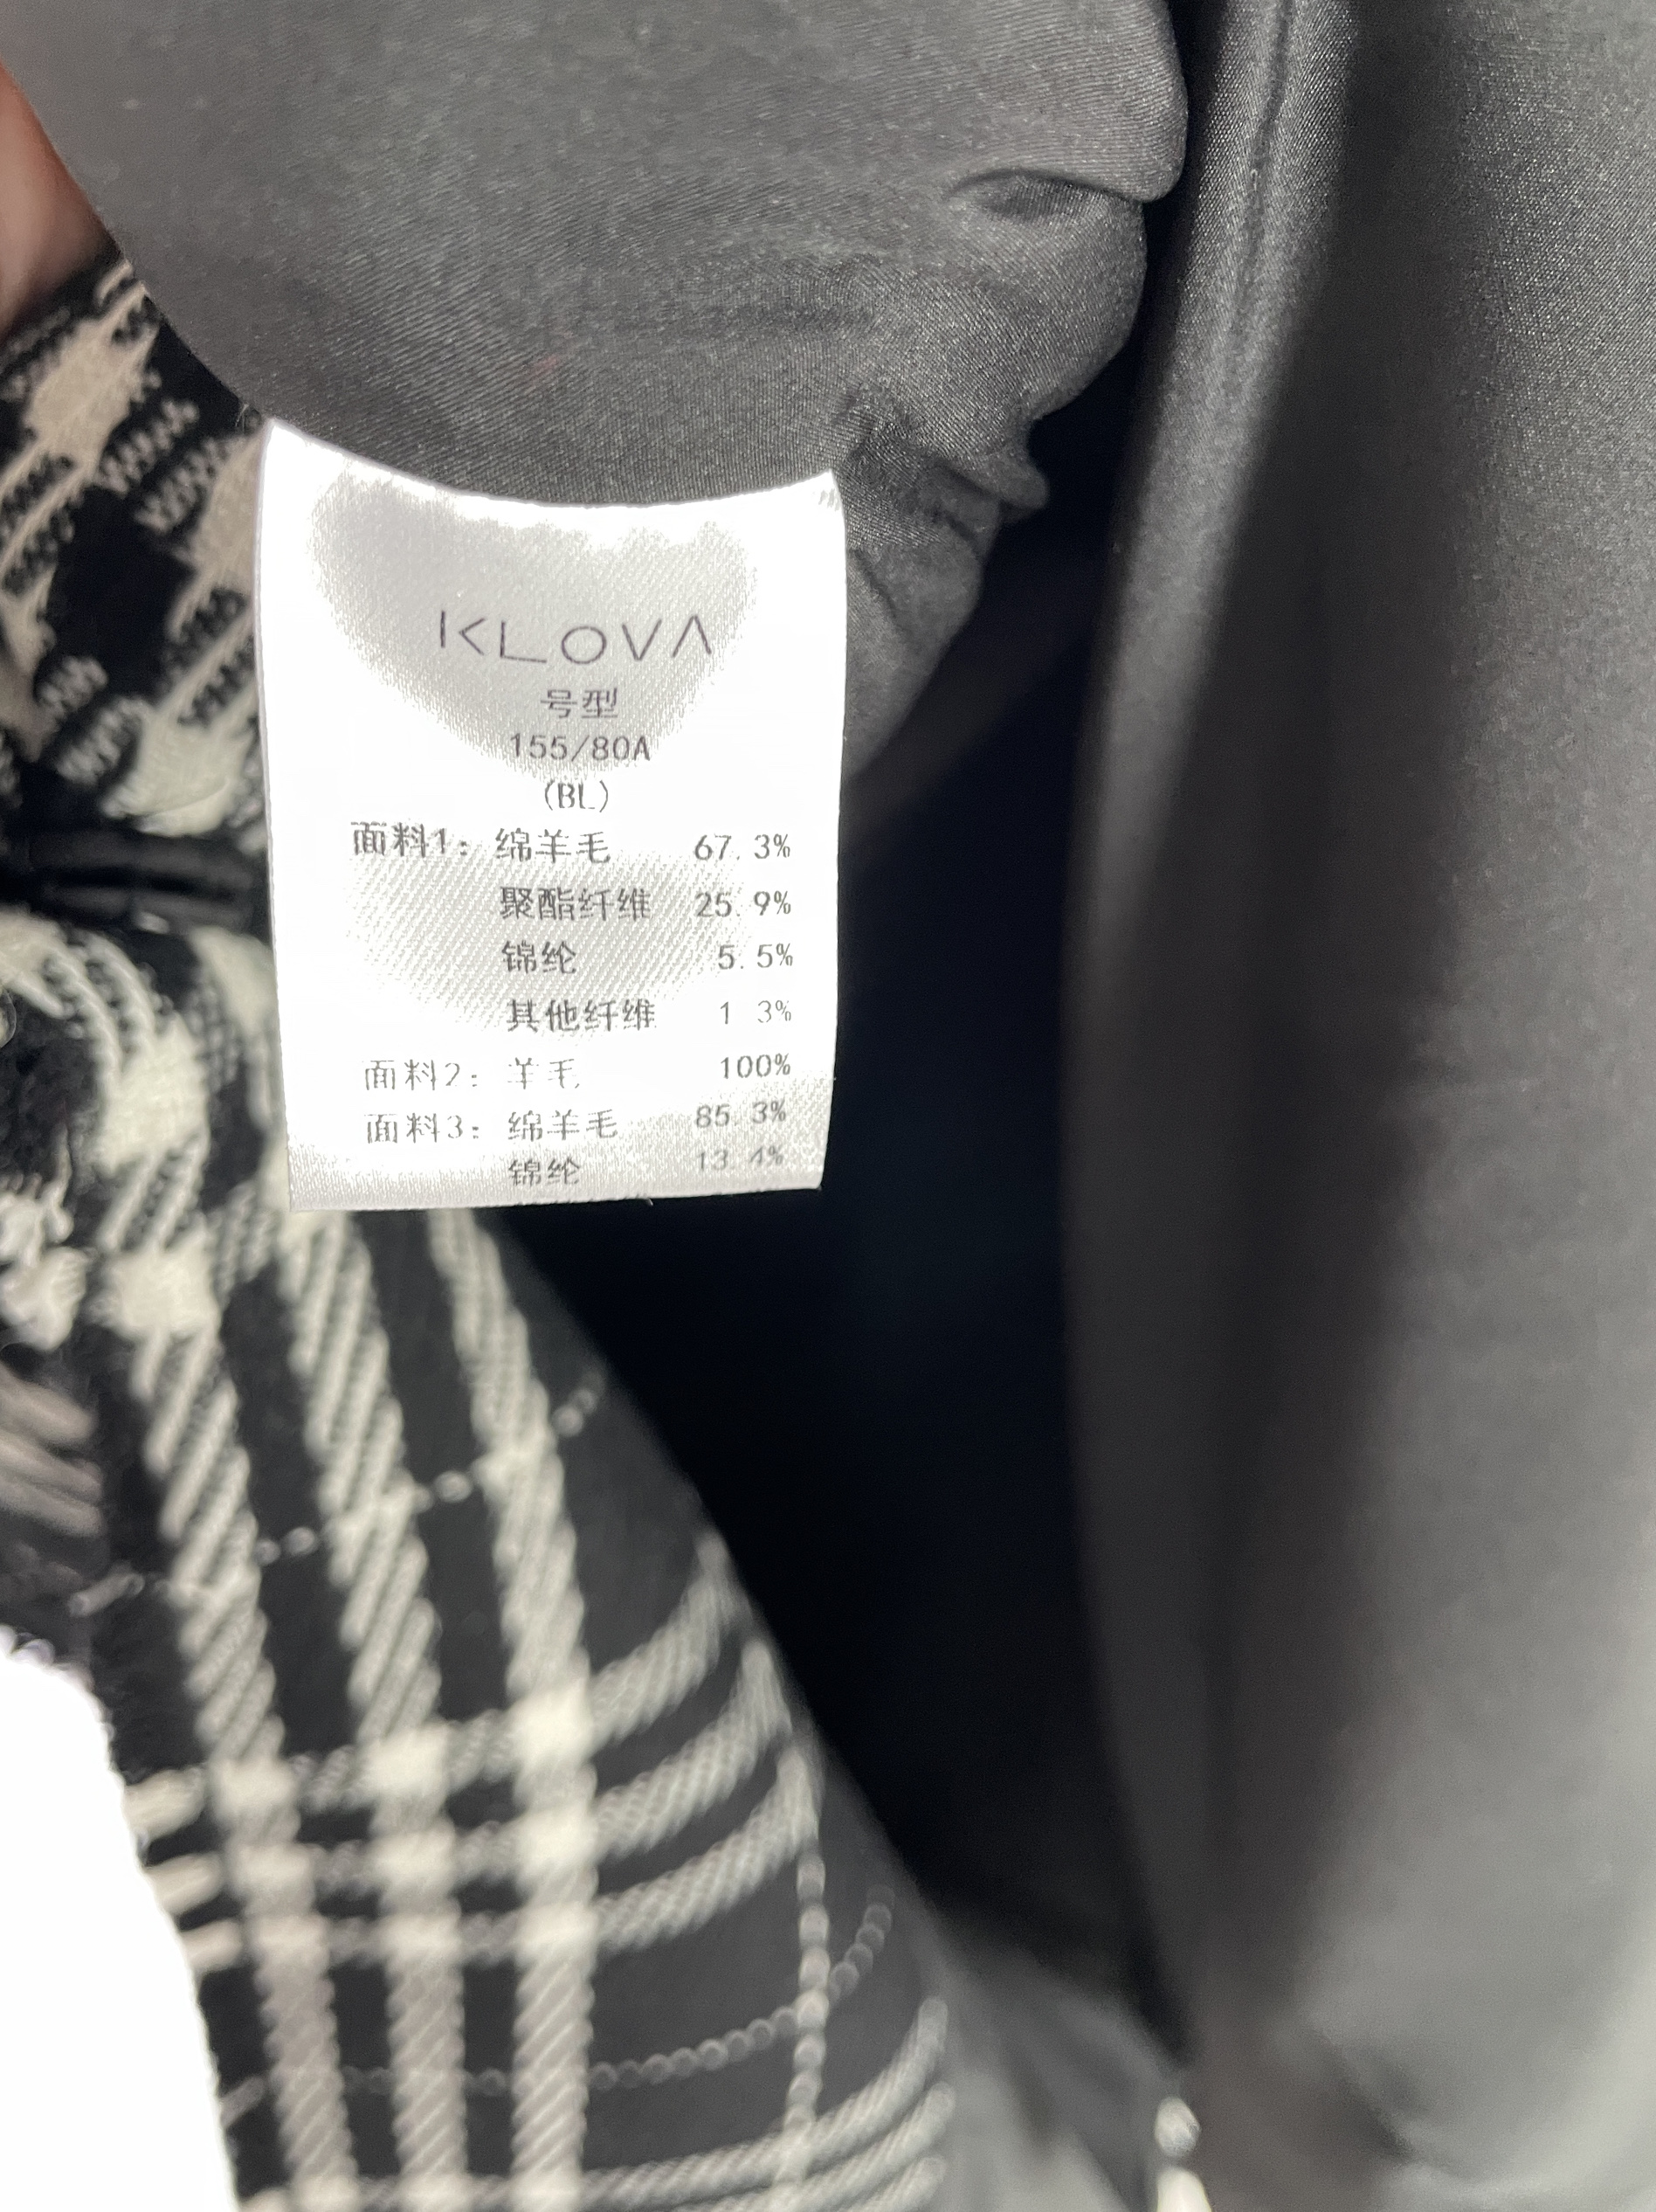 KLOVA
号型
155/80A
(BL)
面料1: 绵羊毛 67.3%
聚酯纤维 25.9%
锦纶 5.5%
其他纤维 1.3%
面料2: 羊毛 100%
面料3: 绵羊毛 85.3%
锦纶 13.4%